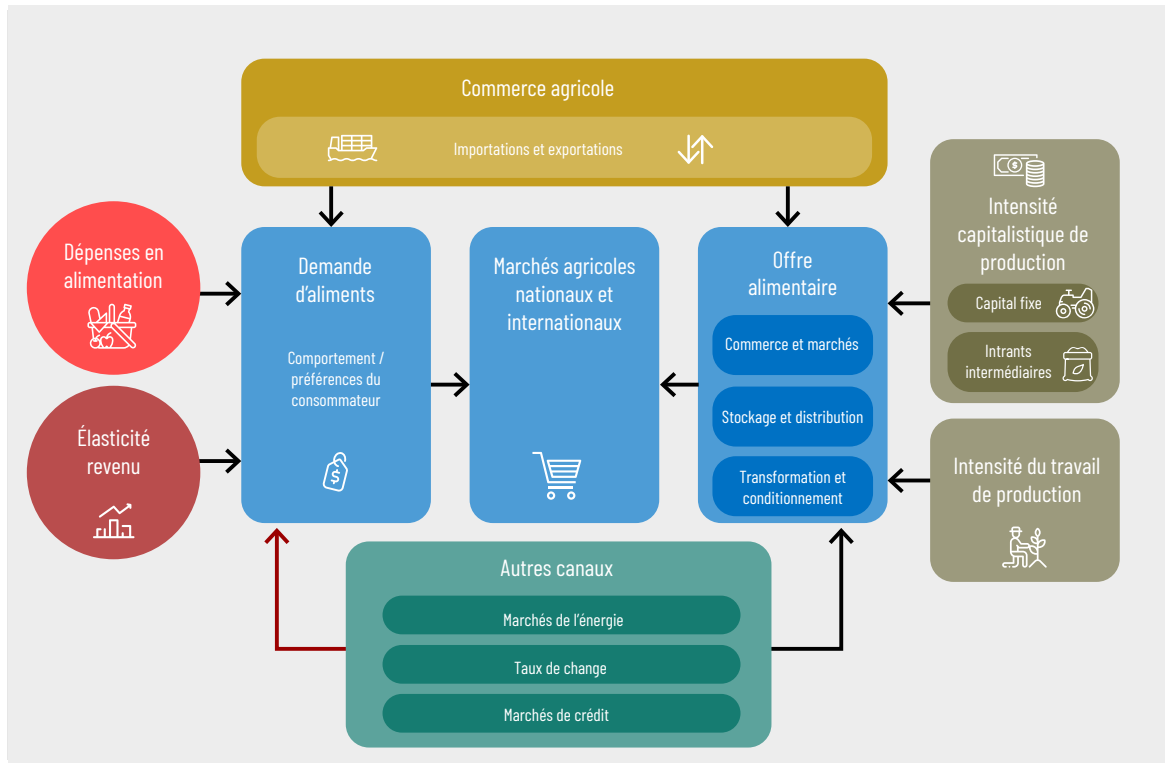 Commerce agricole
Importations et exportations
Dépenses en
alimentation
Élasticité
revenu
Demande
d’aliments
Comportement /
préférences du
consommateur
$
Marchés agricoles
nationaux et
internationaux
Offre
alimentaire
Commerce et marchés
Stockage et distribution
Transformation et
conditionnement
$
Intensité
capitalistique de
production
Capital fixe
Intrants
intermédiaires
Intensité du travail
de production
Autres canaux
Marchés de l’énergie
Taux de change
Marchés de crédit